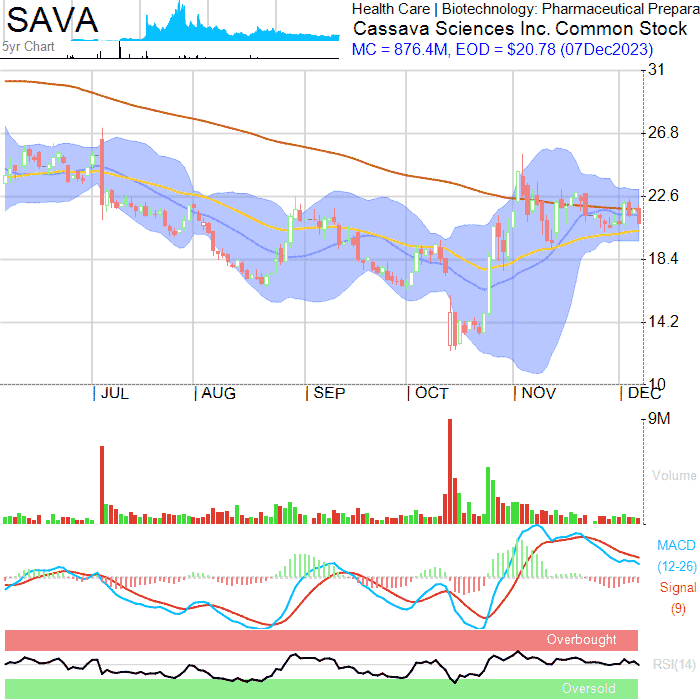 SAVA
5yr Chart
Health Care | Biotechnology: Pharmaceutical Prepara
Cassava Sciences Inc. Common Stock
MC = 876.4M, EOD = $20.78 (07Dec2023)
31
26.8
22.6
18.4
14.2
10
JUL
AUG
SEP
OCT
NOV
DEC
9M
Volume
MACD
(12-26)
Signal
(9)
Overbought
RSI(14)
Oversold